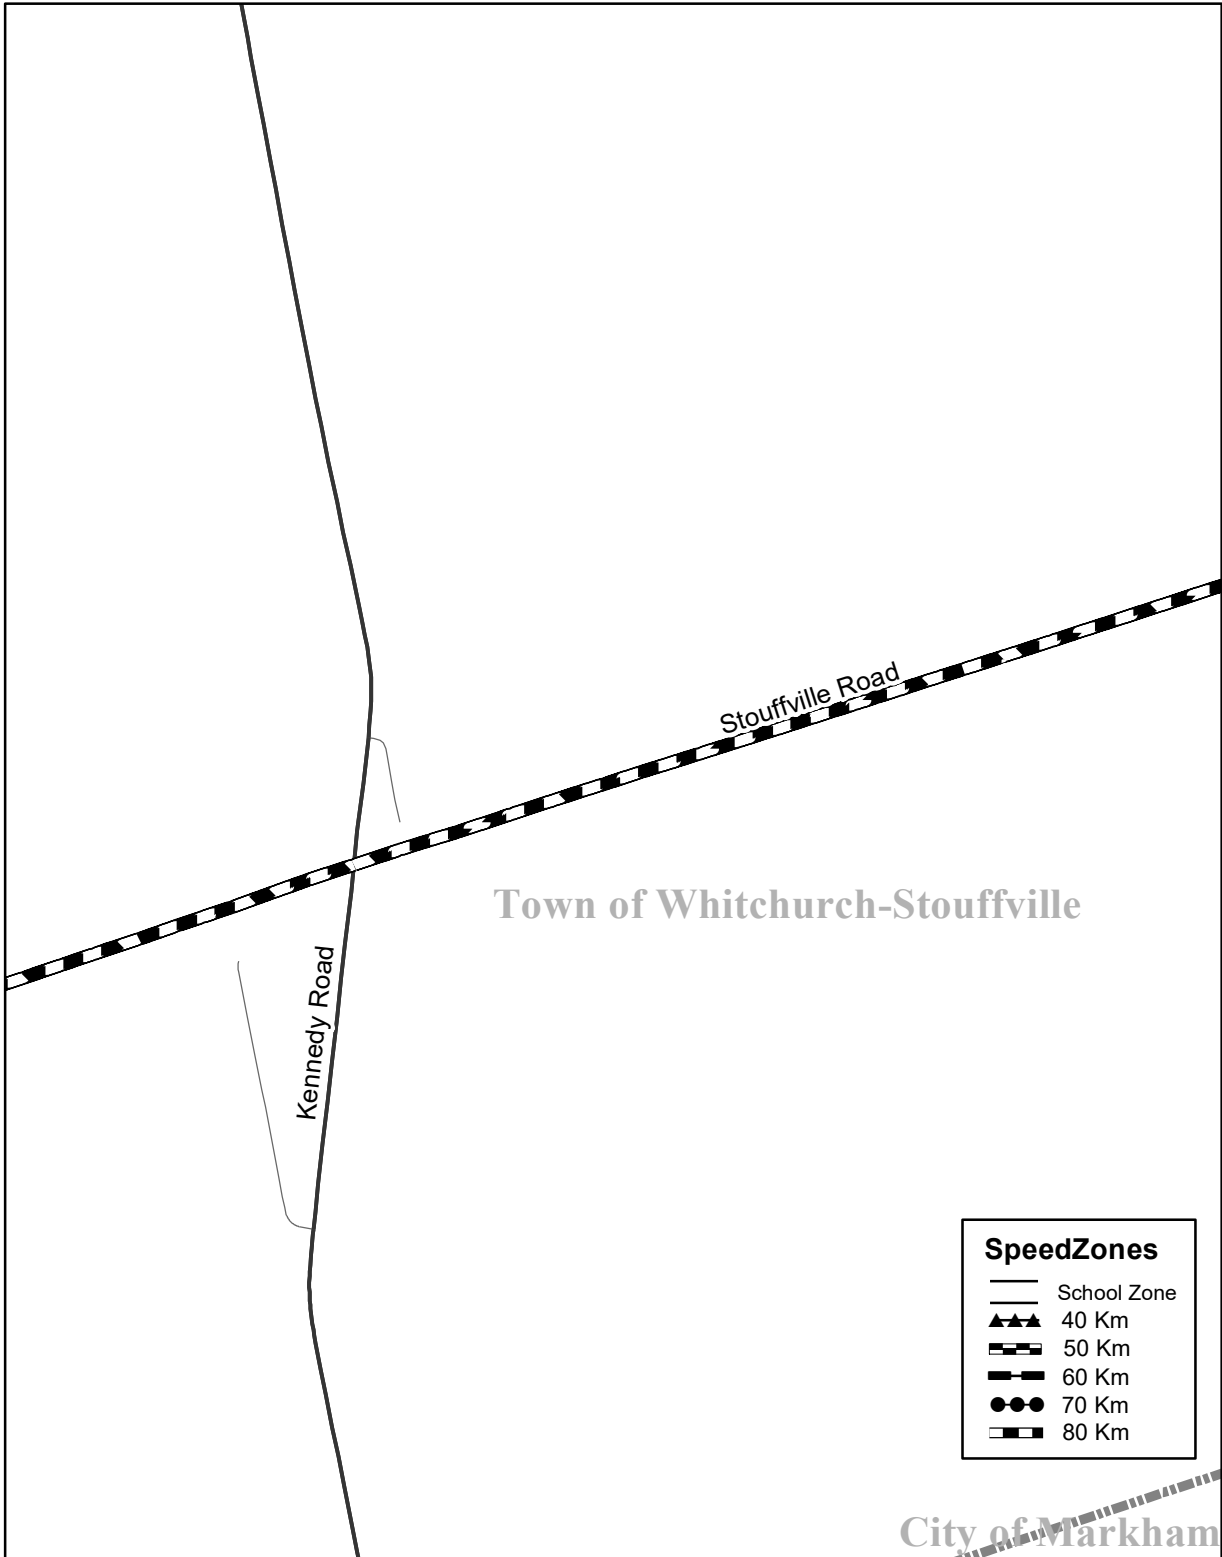 Stouffville Road
Town of Whitchurch-Stouffville
Kennedy Road
SpeedZones
School Zone
40 Km
50 Km
60 Km
70 Km
80 Km
City of Markham